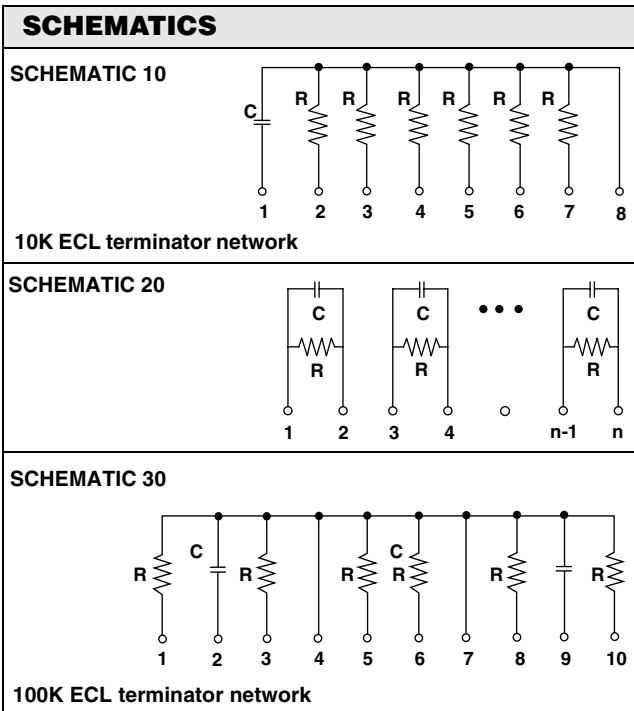 SCHEMATICS
SCHEMATIC 10
C R R R R R R
1 2 3 4 5 6 7 8
10K ECL terminator network
SCHEMATIC 20
C C C
R R R
1 2 3 4 n-1 n
SCHEMATIC 30
C C
R R R R R R
1 2 3 4 5 6 7 8 9 10
100K ECL terminator network